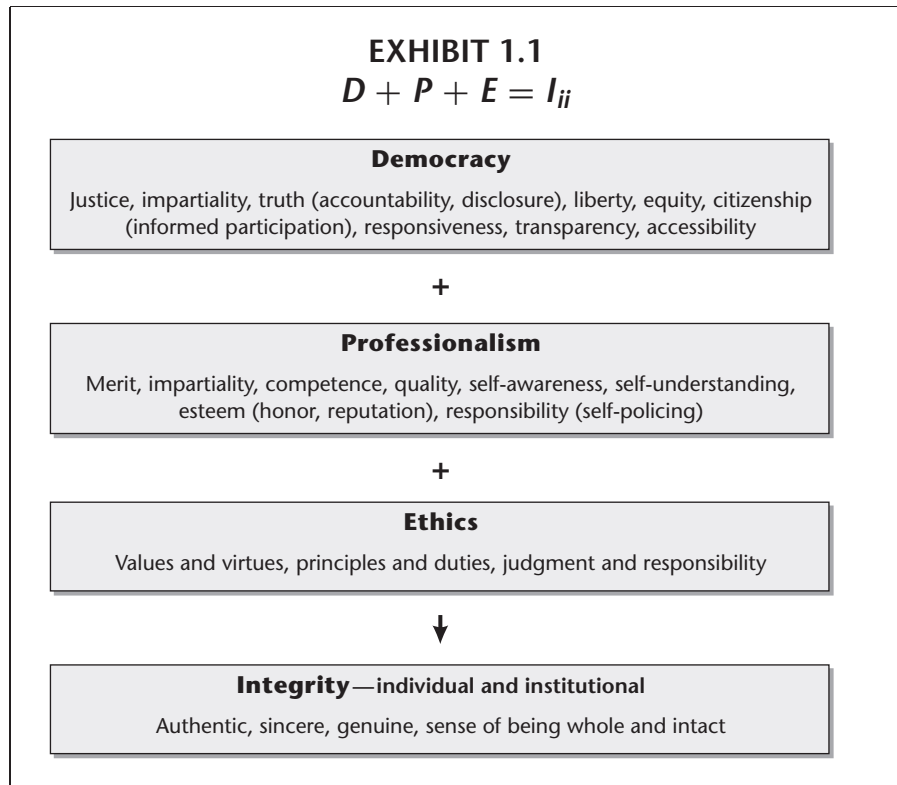 EXHIBIT 1.1
D + P + E = Iii
Democracy
Justice, impartiality, truth (accountability, disclosure), liberty, equity, citizenship
(informed participation), responsiveness, transparency, accessibility
+
Professionalism
Merit, impartiality, competence, quality, self-awareness, self-understanding,
esteem (honor, reputation), responsibility (self-policing)
+
Ethics
Values and virtues, principles and duties, judgment and responsibility
Integrity—individual and institutional
Authentic, sincere, genuine, sense of being whole and intact